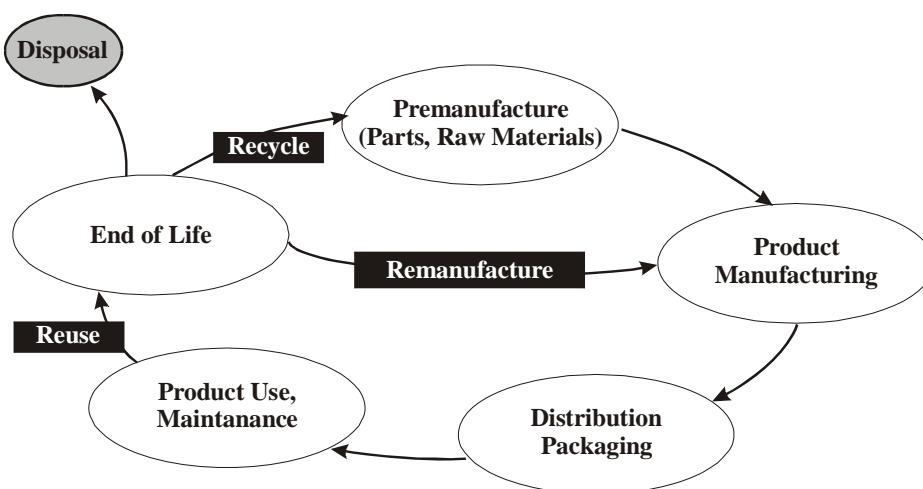 Disposal
Premanufacture
(Parts, Raw Materials)
Recycle
End of Life
Product
Manufacturing
Remanufacture
Reuse
Product Use,
Maintanance
Distribution
Packaging